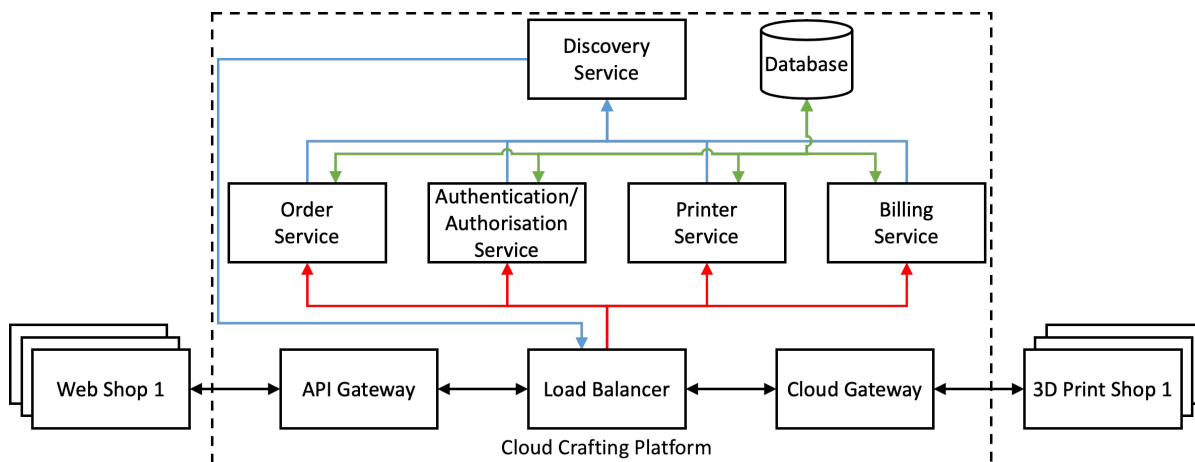 Discovery
Service
Database
Order
Service
Authentication/
Authorisation
Service
Printer
Service
Billing
Service
Web Shop 1
API Gateway
Load Balancer
Cloud Gateway
3D Print Shop 1
Cloud Crafting Platform